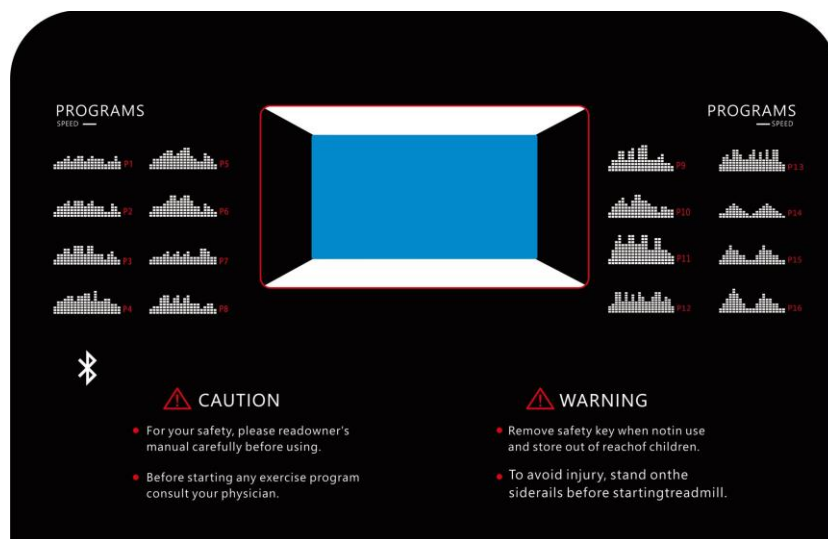 PROGRAMS
SPEED
P1
P5
P2
P6
P3
P7
P4
P8
PROGRAMS
SPEED
P9
P13
P10
P14
P11
P15
P12
P16
CAUTION
For your safety, please readowner's
manual carefully before using.
Before starting any exercise program
consult your physician.
WARNING
Remove safety key when notin use
and store out of reachof children.
To avoid injury, stand onthe
siderails before startingtreadmill.